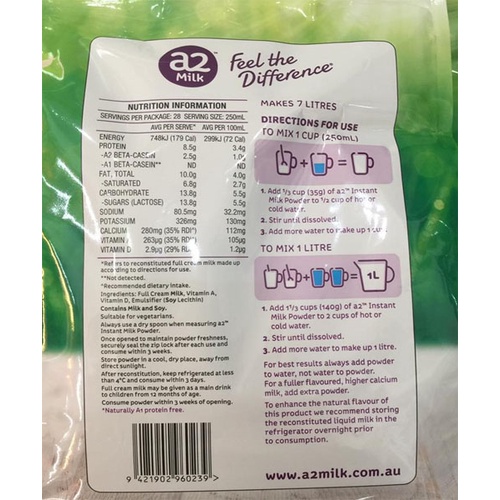 a2™
Milk
Feel the
Difference®
NUTRITION INFORMATION
SERVINGS PER PACKAGE: 28 SERVING SIZE: 250mL
AVG PER SERVE* AVG PER 100mL
ENERGY 748kJ (179 Cal) 299kJ (72 Cal)
PROTEIN 8.5g 3.4g
-A2 BETA-CASEIN 2.5g 1.0g
-A1 BETA-CASEIN** ND ND
FAT, TOTAL 10.0g 4.0g
-SATURATED 6.8g 2.7g
CARBOHYDRATE 13.8g 5.5g
-SUGARS (LACTOSE) 13.8g 5.5g
SODIUM 80.5mg 32.2mg
POTASSIUM 326mg 130mg
CALCIUM 280mg (35% RDI°) 112mg
VITAMIN A 263µg (35% RDI°) 105µg
VITAMIN D 2.9µg (29% RDI°) 1.2µg
*Refers to reconstituted full cream milk made up
according to directions for use.
**Not detected.
°Recommended dietary intake.
Ingredients: Full Cream Milk, Vitamin A,
Vitamin D, Emulsifier (Soy Lecithin)
Contains Milk and Soy.
Suitable for vegetarians.
Always use a dry spoon when measuring a2™
Instant Milk Powder.
Once opened to maintain powder freshness,
securely seal the zip lock after each use and
consume within 3 weeks.
Store powder in a cool, dry place, away from
direct sunlight.
After reconstitution, keep refrigerated at less
than 4°C and consume within 3 days.
Full cream milk may be given as a main drink
to children from 12 months of age.
Consume powder within 3 weeks of opening.
^Naturally A1 protein free.
9 421902 960239 >
MAKES 7 LITRES
DIRECTIONS FOR USE
TO MIX 1 CUP (250mL)
+ =
1. Add 1/3 cup (35g) of a2™ Instant
Milk Powder to 1/2 cup of hot or
cold water.
2. Stir until dissolved.
3. Add more water to make up 1 cup.
TO MIX 1 LITRE
+ = 1L
1. Add 11/3 cups (140g) of a2™ Instant
Milk Powder to 2 cups of hot or
cold water.
2. Stir until dissolved.
3. Add more water to make up 1 litre.
For best results always add powder
to water, not water to powder.
For a fuller flavoured, higher calcium
milk, add extra powder.
To enhance the natural flavour of
this product we recommend storing
the reconstituted liquid milk in the
refrigerator overnight prior
to consumption.
www.a2milk.com.au